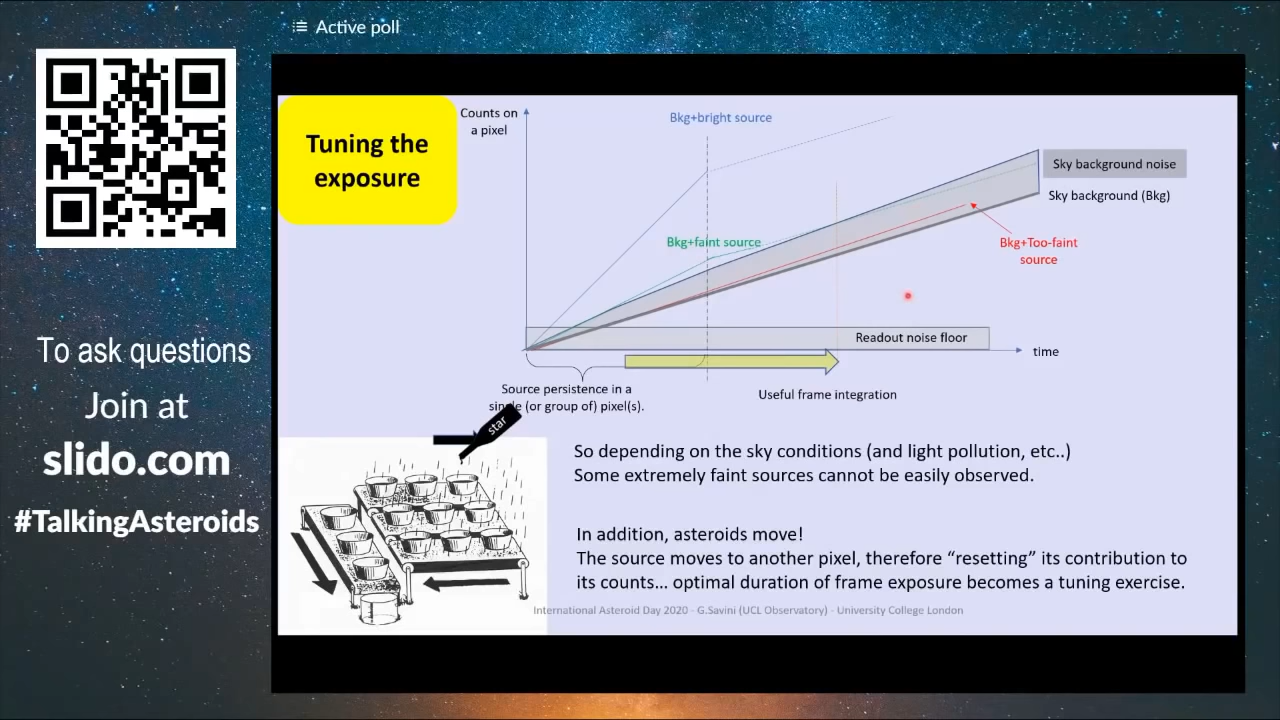 Active poll
To ask questions
Join at
slido.com
#TalkingAsteroids
Tuning the
exposure
Counts on
a pixel
Bkg+bright source
Sky background noise
Sky background (Bkg)
Bkg+faint source
Bkg+Too-faint
source
Readout noise floor
time
Source persistence in a
single (or group of) pixel(s).
Useful frame integration
star
So depending on the sky conditions (and light pollution, etc..)
Some extremely faint sources cannot be easily observed.
In addition, asteroids move!
The source moves to another pixel, therefore “resetting” its contribution to
its counts... optimal duration of frame exposure becomes a tuning exercise.
International Asteroid Day 2020 - G.Savini (UCL Observatory) - University College London